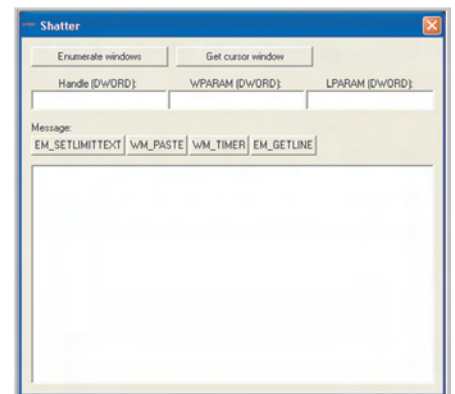 Shatter
Enumerate windows Get cursor window
Handle (DWORD): WPARAM (DWORD): LPARAM (DWORD):
Message:
EM_SETLIMITTEXT WM_PASTE WM_TIMER EM_GETLINE